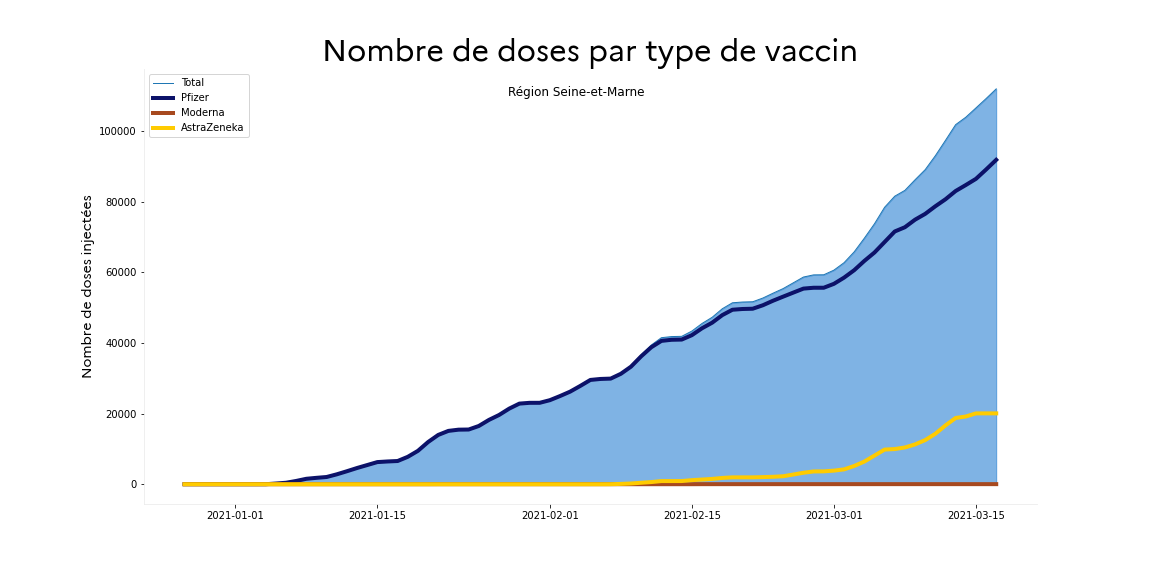 Nombre de doses par type de vaccin
Région Seine-et-Marne
Total
Pfizer
Moderna
AstraZeneka
Nombre de doses injectées
100000
80000
60000
40000
20000
0
2021-01-01
2021-01-15
2021-02-01
2021-02-15
2021-03-01
2021-03-15